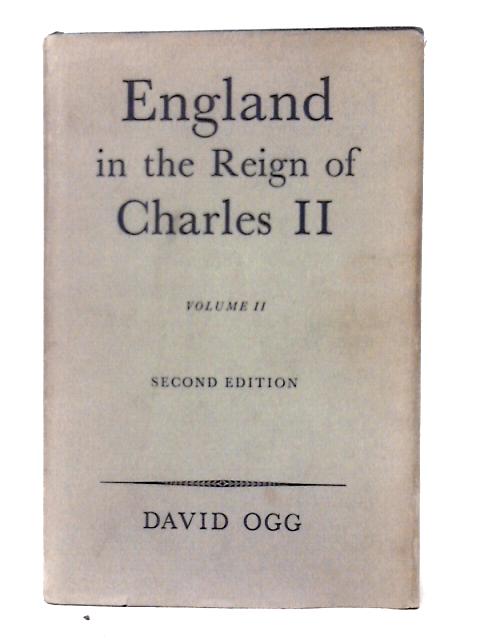 England
in the Reign of
Charles II
VOLUME II
SECOND EDITION
DAVID OGG